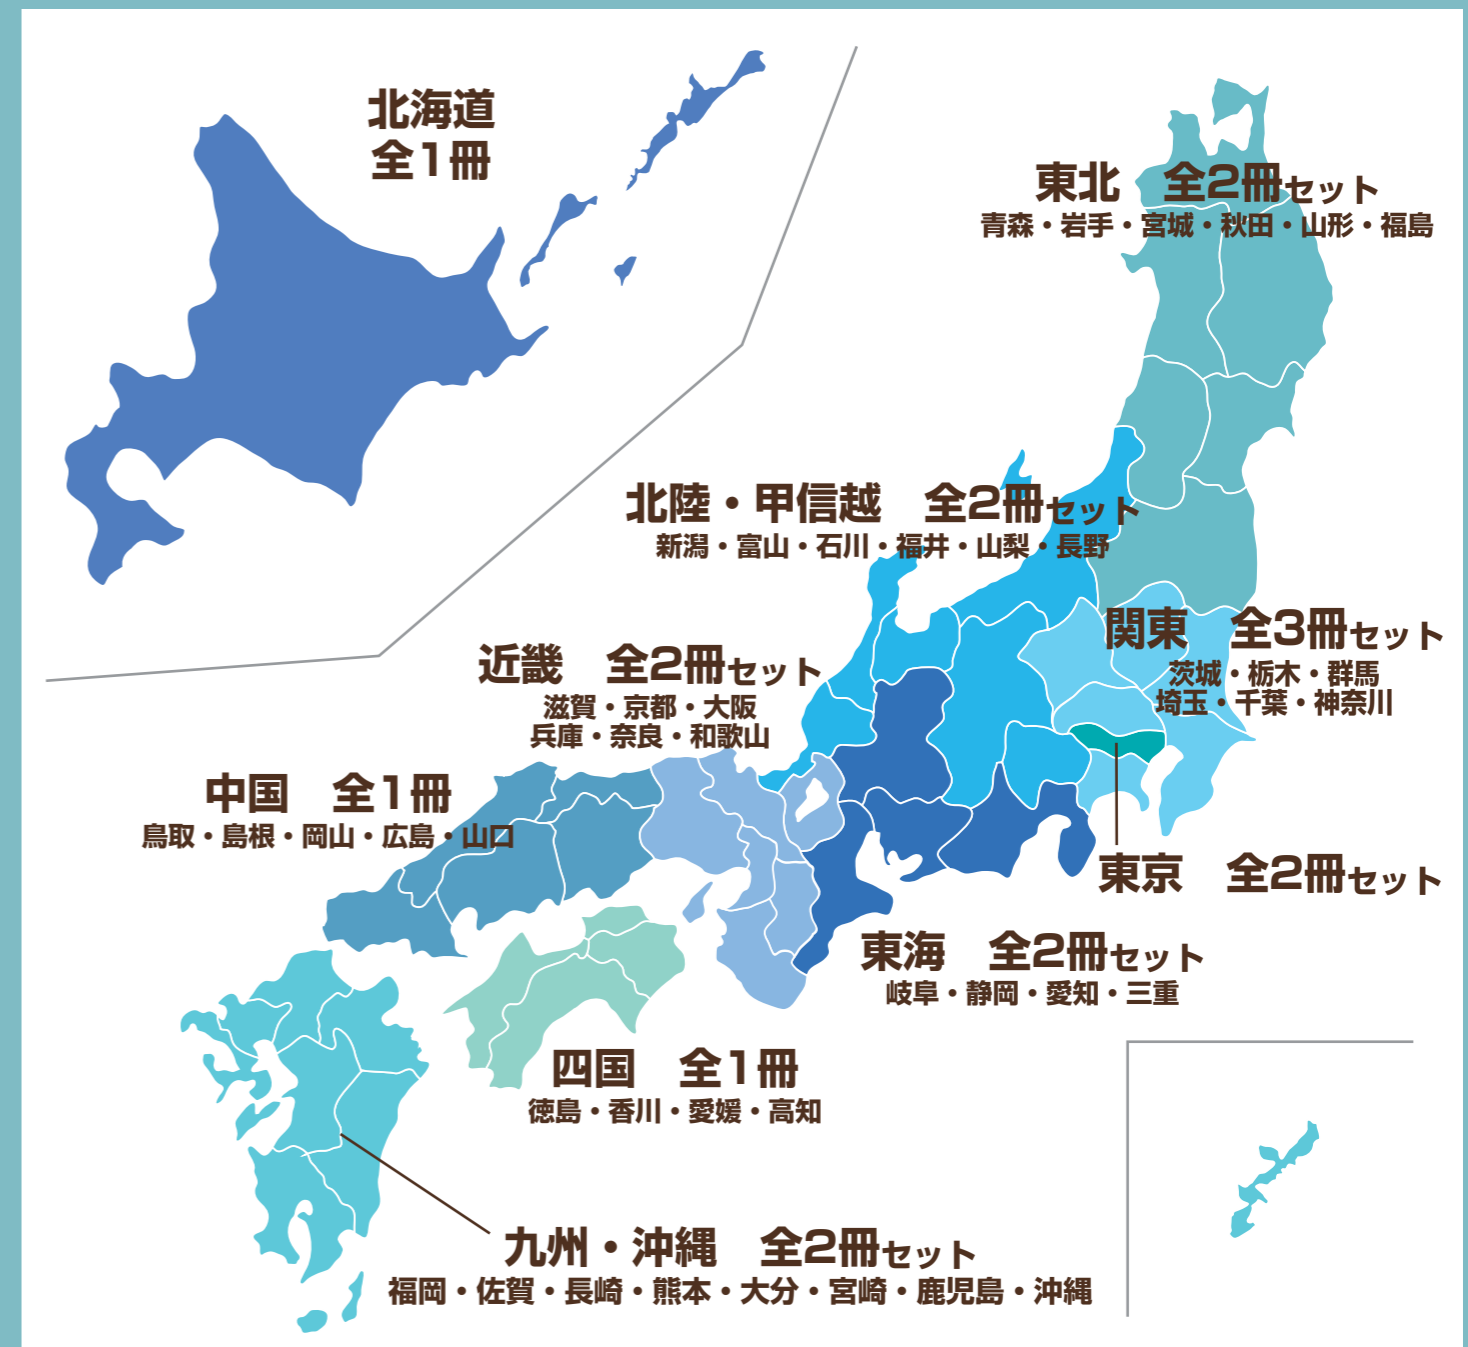 北海道
全1冊
東北　全2冊セット
青森・岩手・宮城・秋田・山形・福島
北陸・甲信越　全2冊セット
新潟・富山・石川・福井・山梨・長野
関東　全3冊セット
茨城・栃木・群馬
埼玉・千葉・神奈川
近畿　全2冊セット
滋賀・京都・大阪
兵庫・奈良・和歌山
中国　全1冊
鳥取・島根・岡山・広島・山口
東京　全2冊セット
東海　全2冊セット
岐阜・静岡・愛知・三重
四国　全1冊
徳島・香川・愛媛・高知
九州・沖縄　全2冊セット
福岡・佐賀・長崎・熊本・大分・宮崎・鹿児島・沖縄